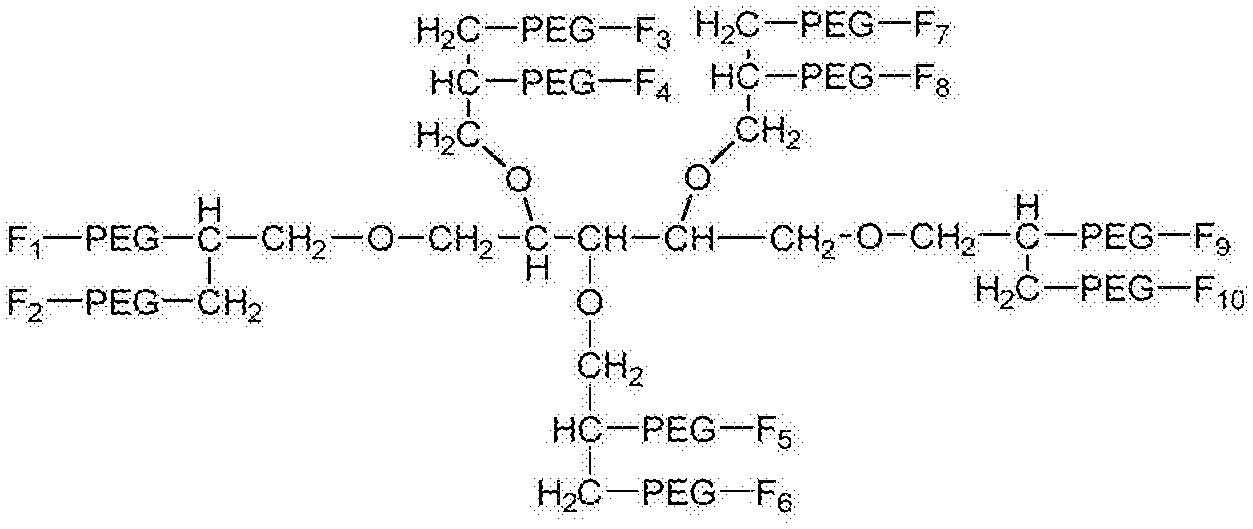 H₂C—PEG—F₃ H₂C—PEG—F₇
HC—PEG—F₄ HC—PEG—F₈
H₂C CH₂
O O
H H
F₁—PEG—C—CH₂—O—CH₂—C—CH—CH—CH₂-O—CH₂—C—PEG—F₉
H
F₂—PEG—CH₂ O H₂C—PEG—F₁₀
CH₂
HC—PEG—F₅
H₂C—PEG—F₆